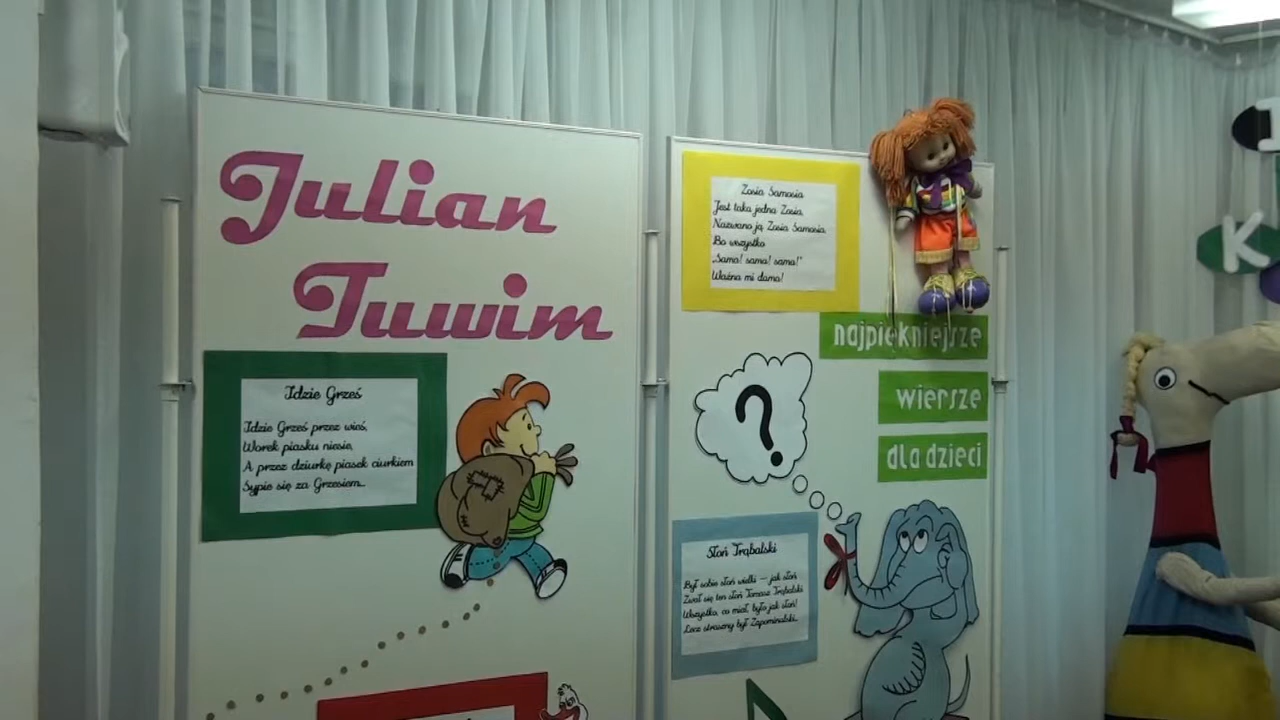 Julian
Tuwim
Idzie Grześ
Idzie Grześ przez wieś,
Worek piasku niesie,
A przez dziurkę piasek ciurkiem
Sypie się za Grzesiem...
Zosia Samosia
Jest taka jedna Zosia,
Nazwano ją Zosia Samosia,
Bo wszystko
„Sama! sama! sama!"
Ważna mi dama!
najpiękniejsze
wiersze
dla dzieci
?
Słoń Trąbalski
Był sobie słoń wielki — jak słoń
Zwał się ten słoń Tomasz Trąbalski
Wszystko, co miał, było jak słoń!
Lecz straszny był Zapominalski.
K